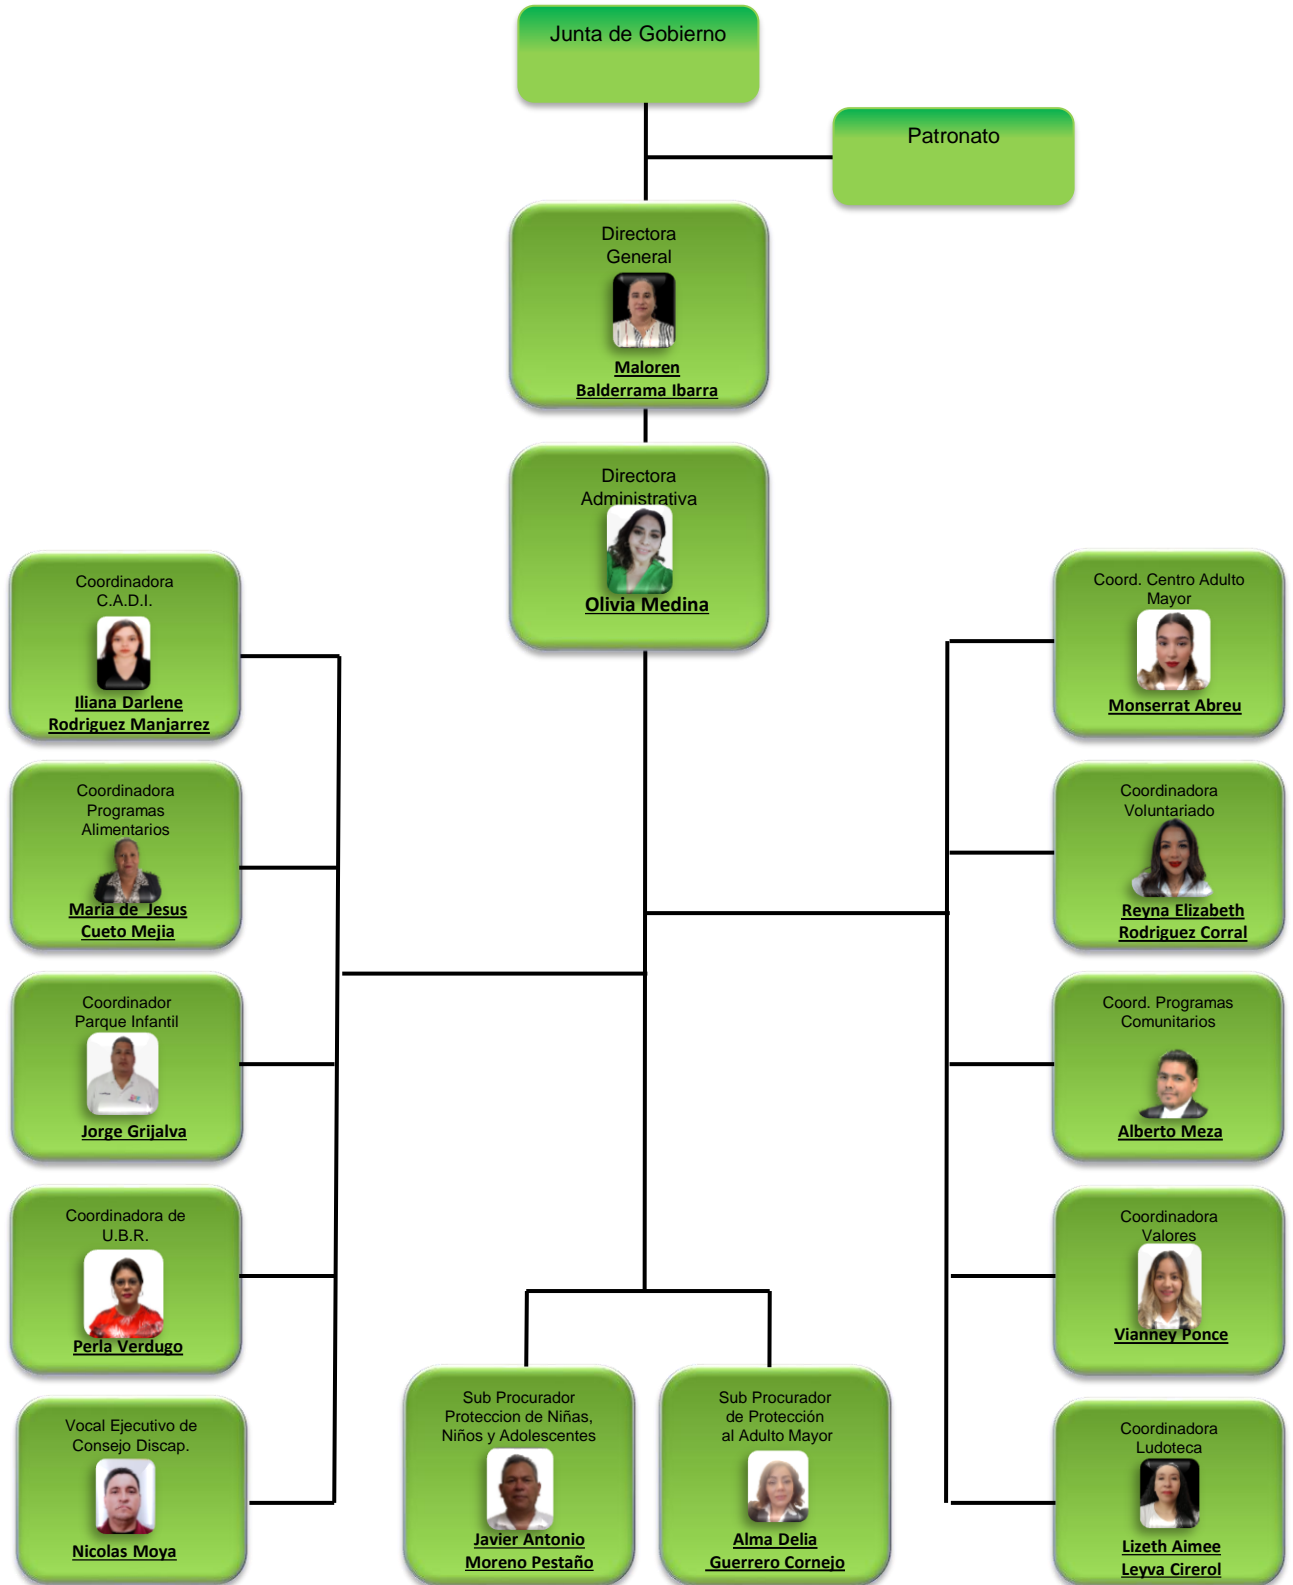 Junta de Gobierno
Patronato
Directora
General
Maloren
Balderrama Ibarra
Directora
Administrativa
Olivia Medina
Coordinadora
C.A.D.I.
Iliana Darlene
Rodriguez Manjarrez
Coordinadora
Programas
Alimentarios
Maria de Jesus
Cueto Mejia
Coordinador
Parque Infantil
Jorge Grijalva
Coordinadora de
U.B.R.
Perla Verdugo
Vocal Ejecutivo de
Consejo Discap.
Nicolas Moya
Sub Procurador
Proteccion de Niñas,
Niños y Adolescentes
Javier Antonio
Moreno Pestaño
Sub Procurador
de Protección
al Adulto Mayor
Alma Delia
Guerrero Cornejo
Coord. Centro Adulto
Mayor
Monserrat Abreu
Coordinadora
Voluntariado
Reyna Elizabeth
Rodriguez Corral
Coord. Programas
Comunitarios
Alberto Meza
Coordinadora
Valores
Vianney Ponce
Coordinadora
Ludoteca
Lizeth Aimee
Leyva Cirerol